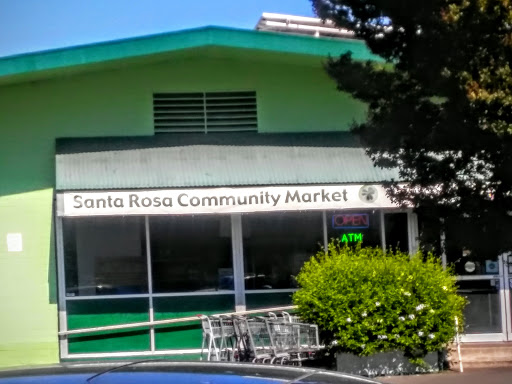 Santa Rosa Community Market
OPEN
ATM